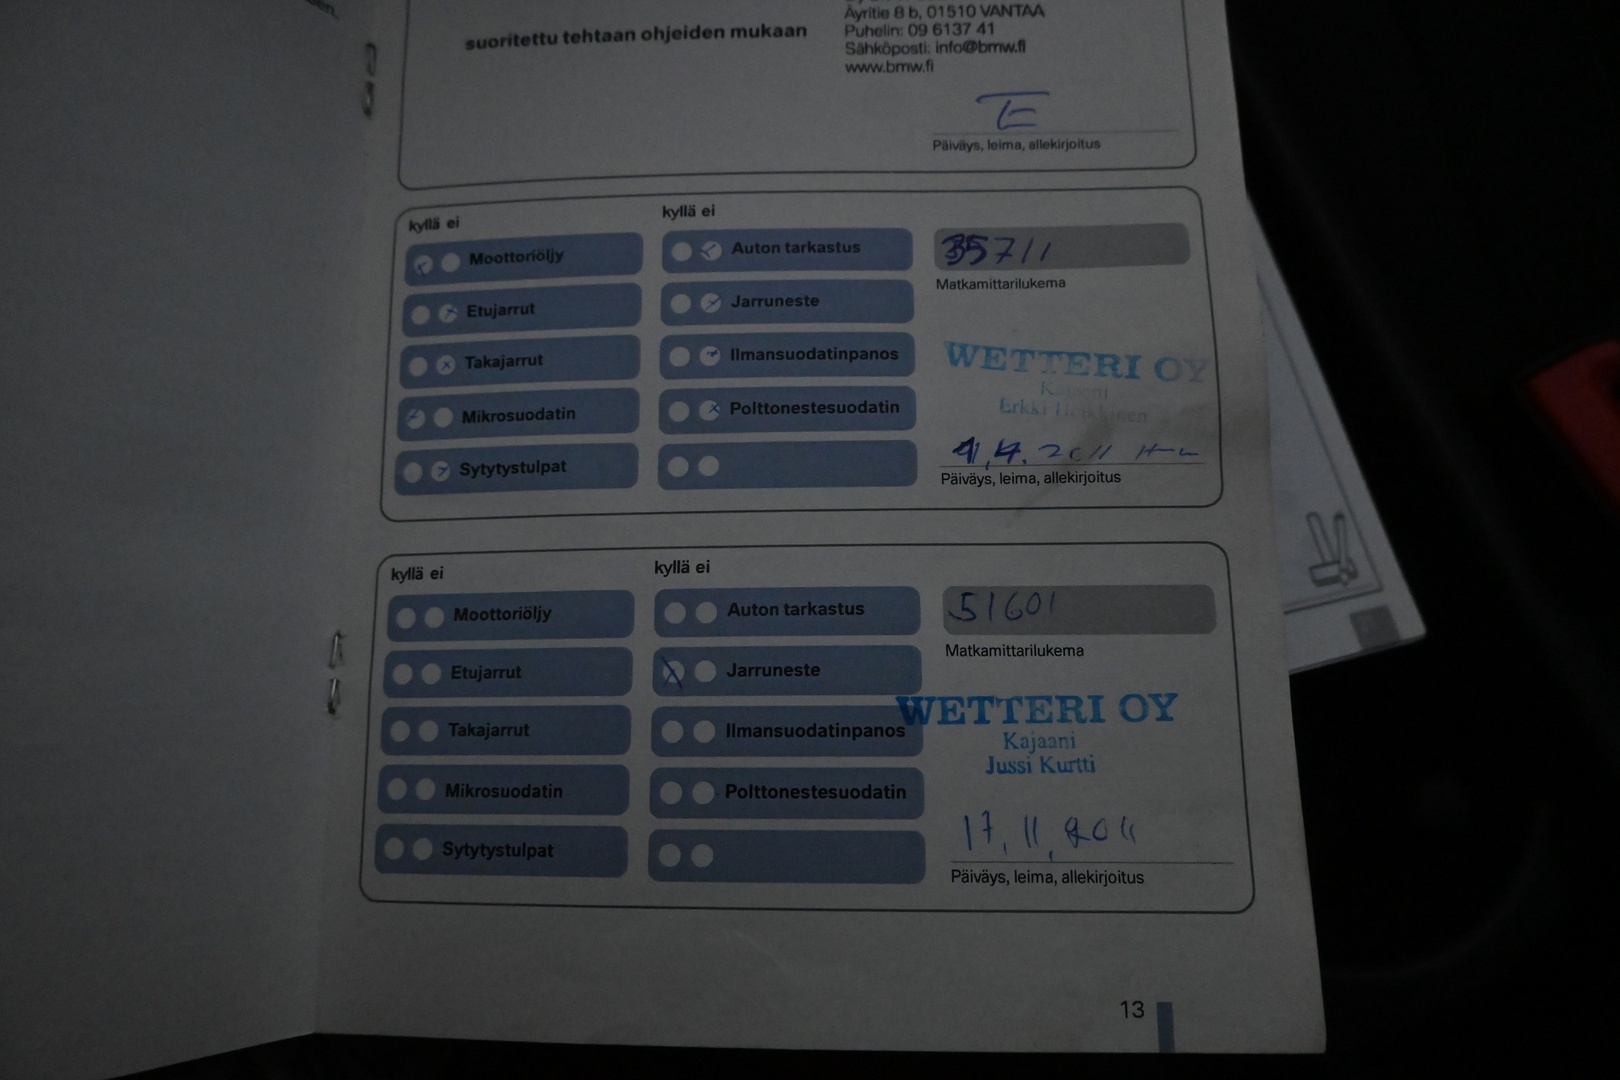 Äyritie 8 b, 01510 VANTAA
suoritettu tehtaan ohjeiden mukaan
Puhelin: 09 6137 41
Sähköposti: info@bmw.fi
www.bmw.fi
Päiväys, leima, allekirjoitus
kyllä ei
Moottoriöljy
Etujarrut
Takajarrut
Mikrosuodatin
Sytytystulpat
kyllä ei
Auton tarkastus
Jarruneste
Ilmansuodatinpanos
Polttonestesuodatin
35711
Matkamittarilukema
WETTERI OY
Kajaani
Erkki Heikkinen
4.2011
Päiväys, leima, allekirjoitus
kyllä ei
Moottoriöljy
Etujarrut
Takajarrut
Mikrosuodatin
Sytytystulpat
kyllä ei
Auton tarkastus
Jarruneste
Ilmansuodatinpanos
Polttonestesuodatin
51601
Matkamittarilukema
WETTERI OY
Kajaani
Jussi Kurtti
17.11.2011
Päiväys, leima, allekirjoitus
13